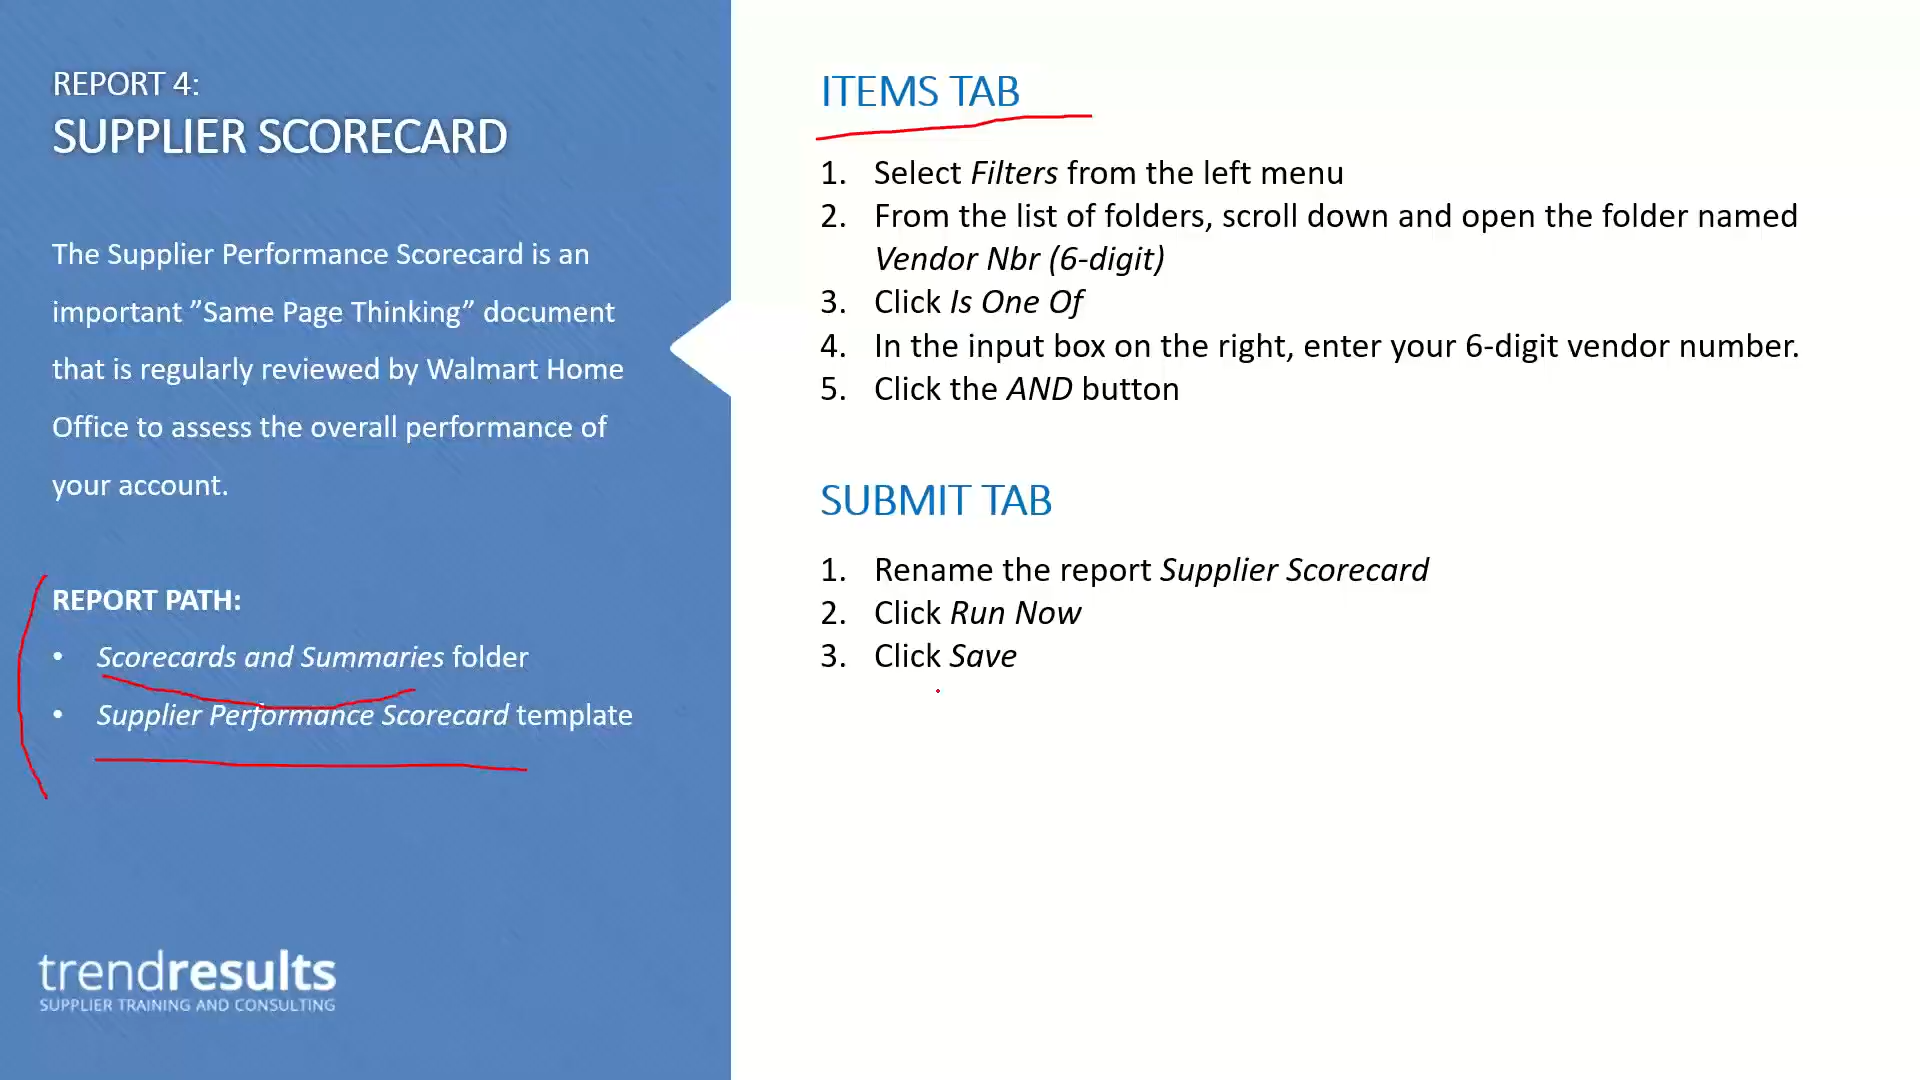 REPORT 4:
SUPPLIER SCORECARD
The Supplier Performance Scorecard is an
important ”Same Page Thinking” document
that is regularly reviewed by Walmart Home
Office to assess the overall performance of
your account.
REPORT PATH:
• Scorecards and Summaries folder
• Supplier Performance Scorecard template
trendresults
SUPPLIER TRAINING AND CONSULTING
ITEMS TAB
1. Select Filters from the left menu
2. From the list of folders, scroll down and open the folder named
Vendor Nbr (6-digit)
3. Click Is One Of
4. In the input box on the right, enter your 6-digit vendor number.
5. Click the AND button
SUBMIT TAB
1. Rename the report Supplier Scorecard
2. Click Run Now
3. Click Save